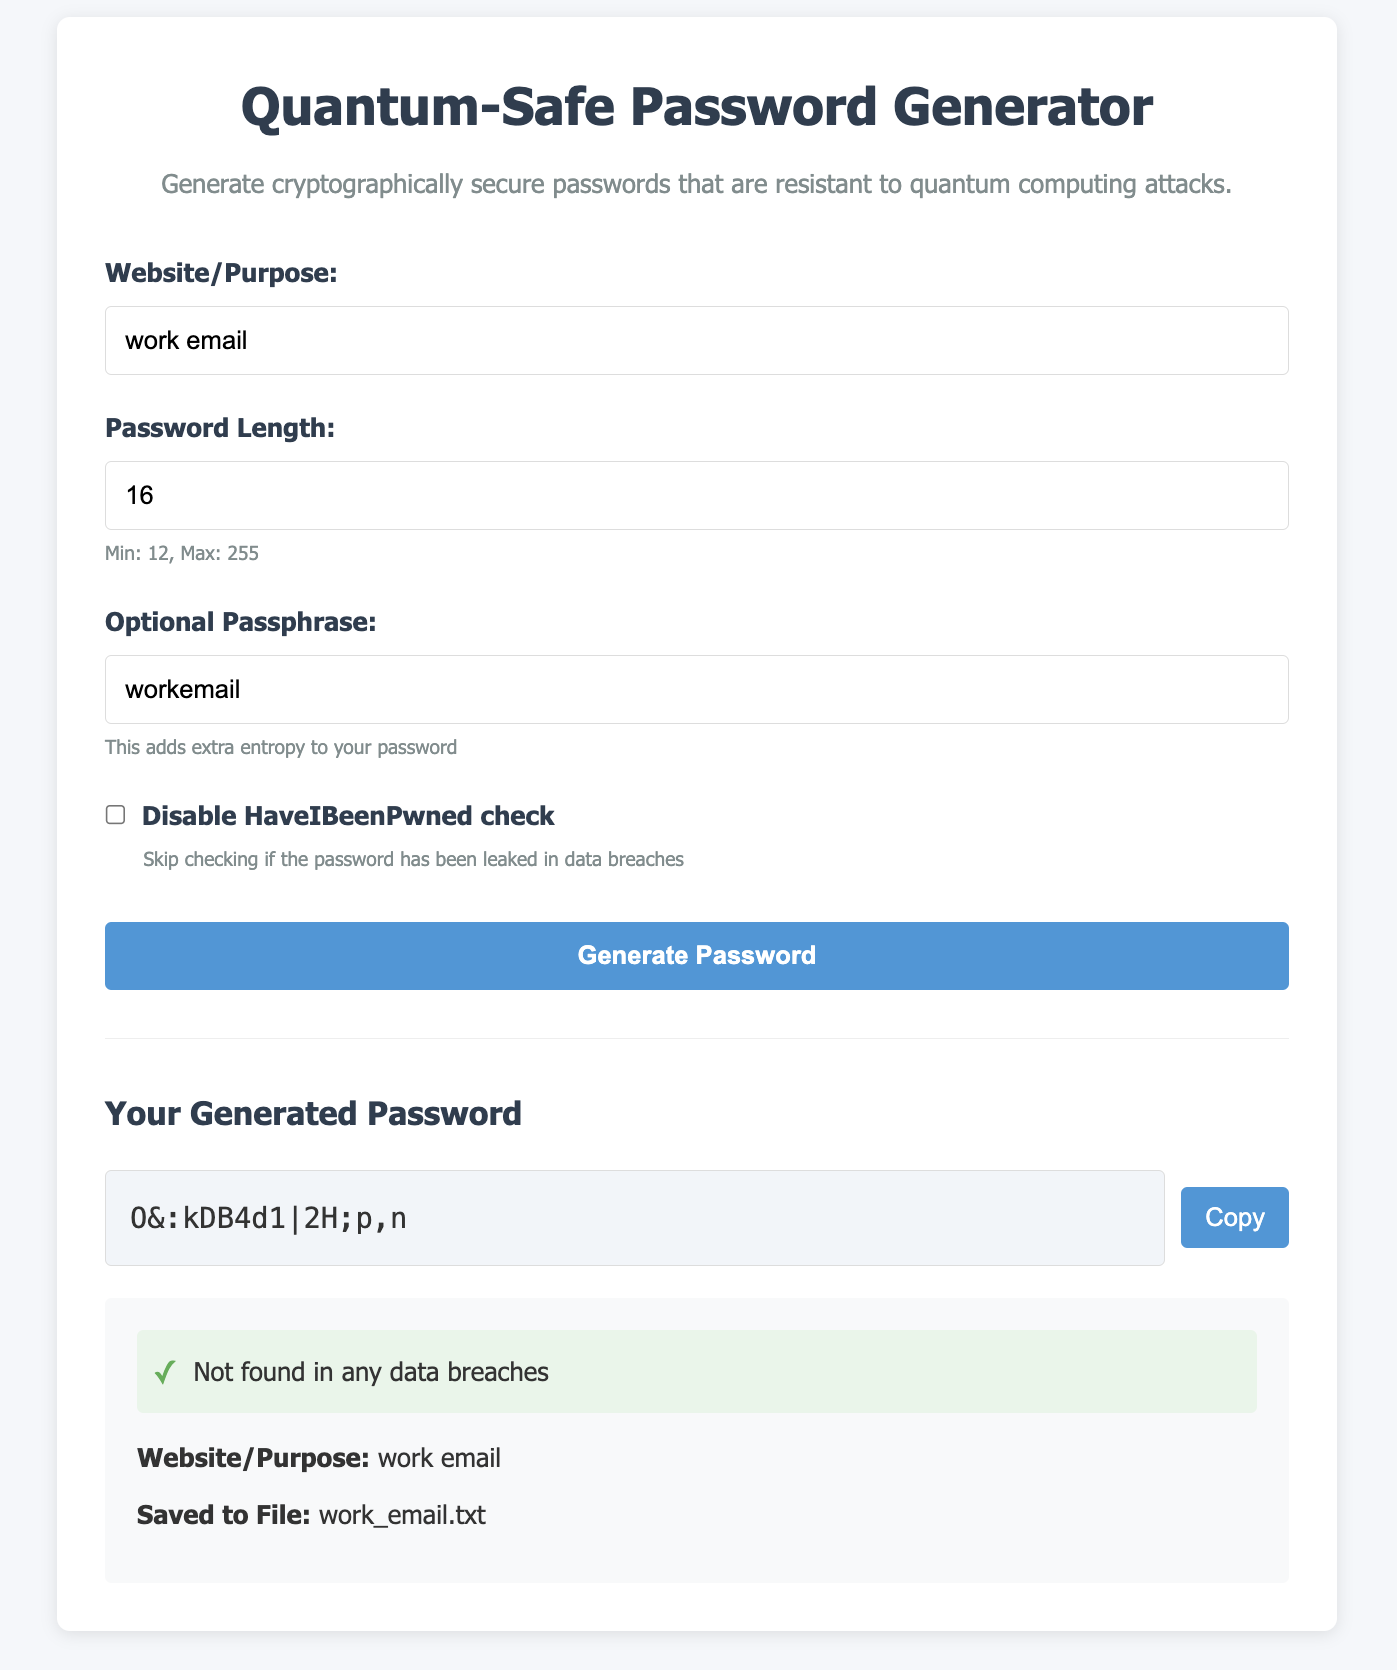 Quantum-Safe Password Generator
Generate cryptographically secure passwords that are resistant to quantum computing attacks.
Website/Purpose:
work email
Password Length:
16
Min: 12, Max: 255
Optional Passphrase:
workemail
This adds extra entropy to your password
Disable HaveIBeenPwned check
Skip checking if the password has been leaked in data breaches
Generate Password
Your Generated Password
O&:kDB4d1|2H;p,n
Copy
✓ Not found in any data breaches
Website/Purpose: work email
Saved to File: work_email.txt